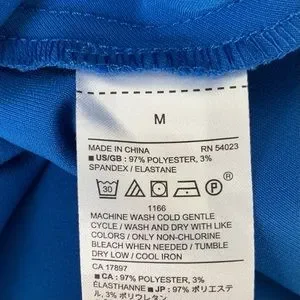 M
MADE IN CHINA RN 54023
■ US/GB: 97% POLYESTER, 3%
SPANDEX / ELASTANE
30 P
1166
MACHINE WASH COLD GENTLE
CYCLE / WASH AND DRY WITH LIKE
COLORS / ONLY NON-CHLORINE
BLEACH WHEN NEEDED / TUMBLE
DRY LOW / COOL IRON
CA 17897
■ CA: 97% POLYESTER, 3%
ELASTANE ■ JP: 97% ポリエステ
ル, 3% ポリウレタン